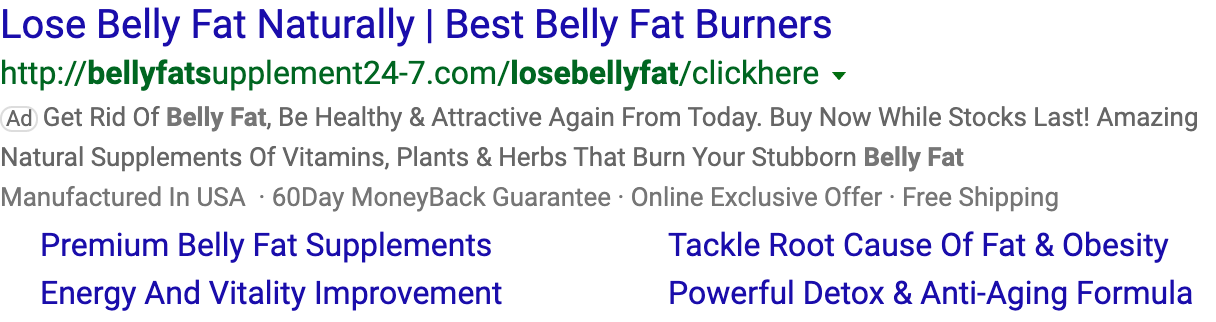 Lose Belly Fat Naturally | Best Belly Fat Burners
http://bellyfatsupplement24-7.com/losebellyfat/clickhere
Ad Get Rid Of Belly Fat, Be Healthy & Attractive Again From Today. Buy Now While Stocks Last! Amazing
Natural Supplements Of Vitamins, Plants & Herbs That Burn Your Stubborn Belly Fat
Manufactured In USA · 60Day MoneyBack Guarantee · Online Exclusive Offer · Free Shipping
Premium Belly Fat Supplements Tackle Root Cause Of Fat & Obesity
Energy And Vitality Improvement Powerful Detox & Anti-Aging Formula